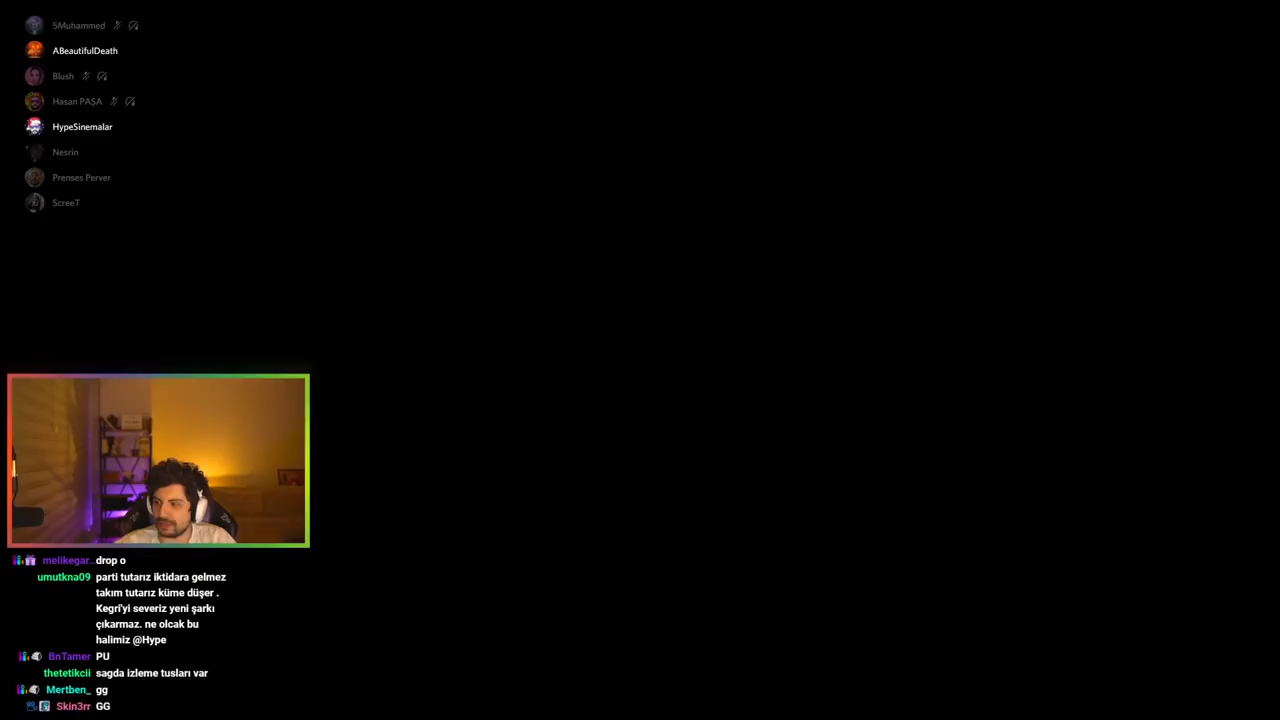 5Muhammed
ABeautifulDeath
Blush
Hasan PAŞA
HypeSinemalar
Nesrin
Prenses Perver
ScreeT
melikegar... drop o
umutkna09 parti tutarız iktidara gelmez
takım tutarız küme düşer .
Kegri'yi severiz yeni şarkı
çıkarmaz. ne olcak bu
halimiz @Hype
BnTamer PU
thetetikcii sagda izleme tusları var
Mertben_ gg
Skin3rr GG